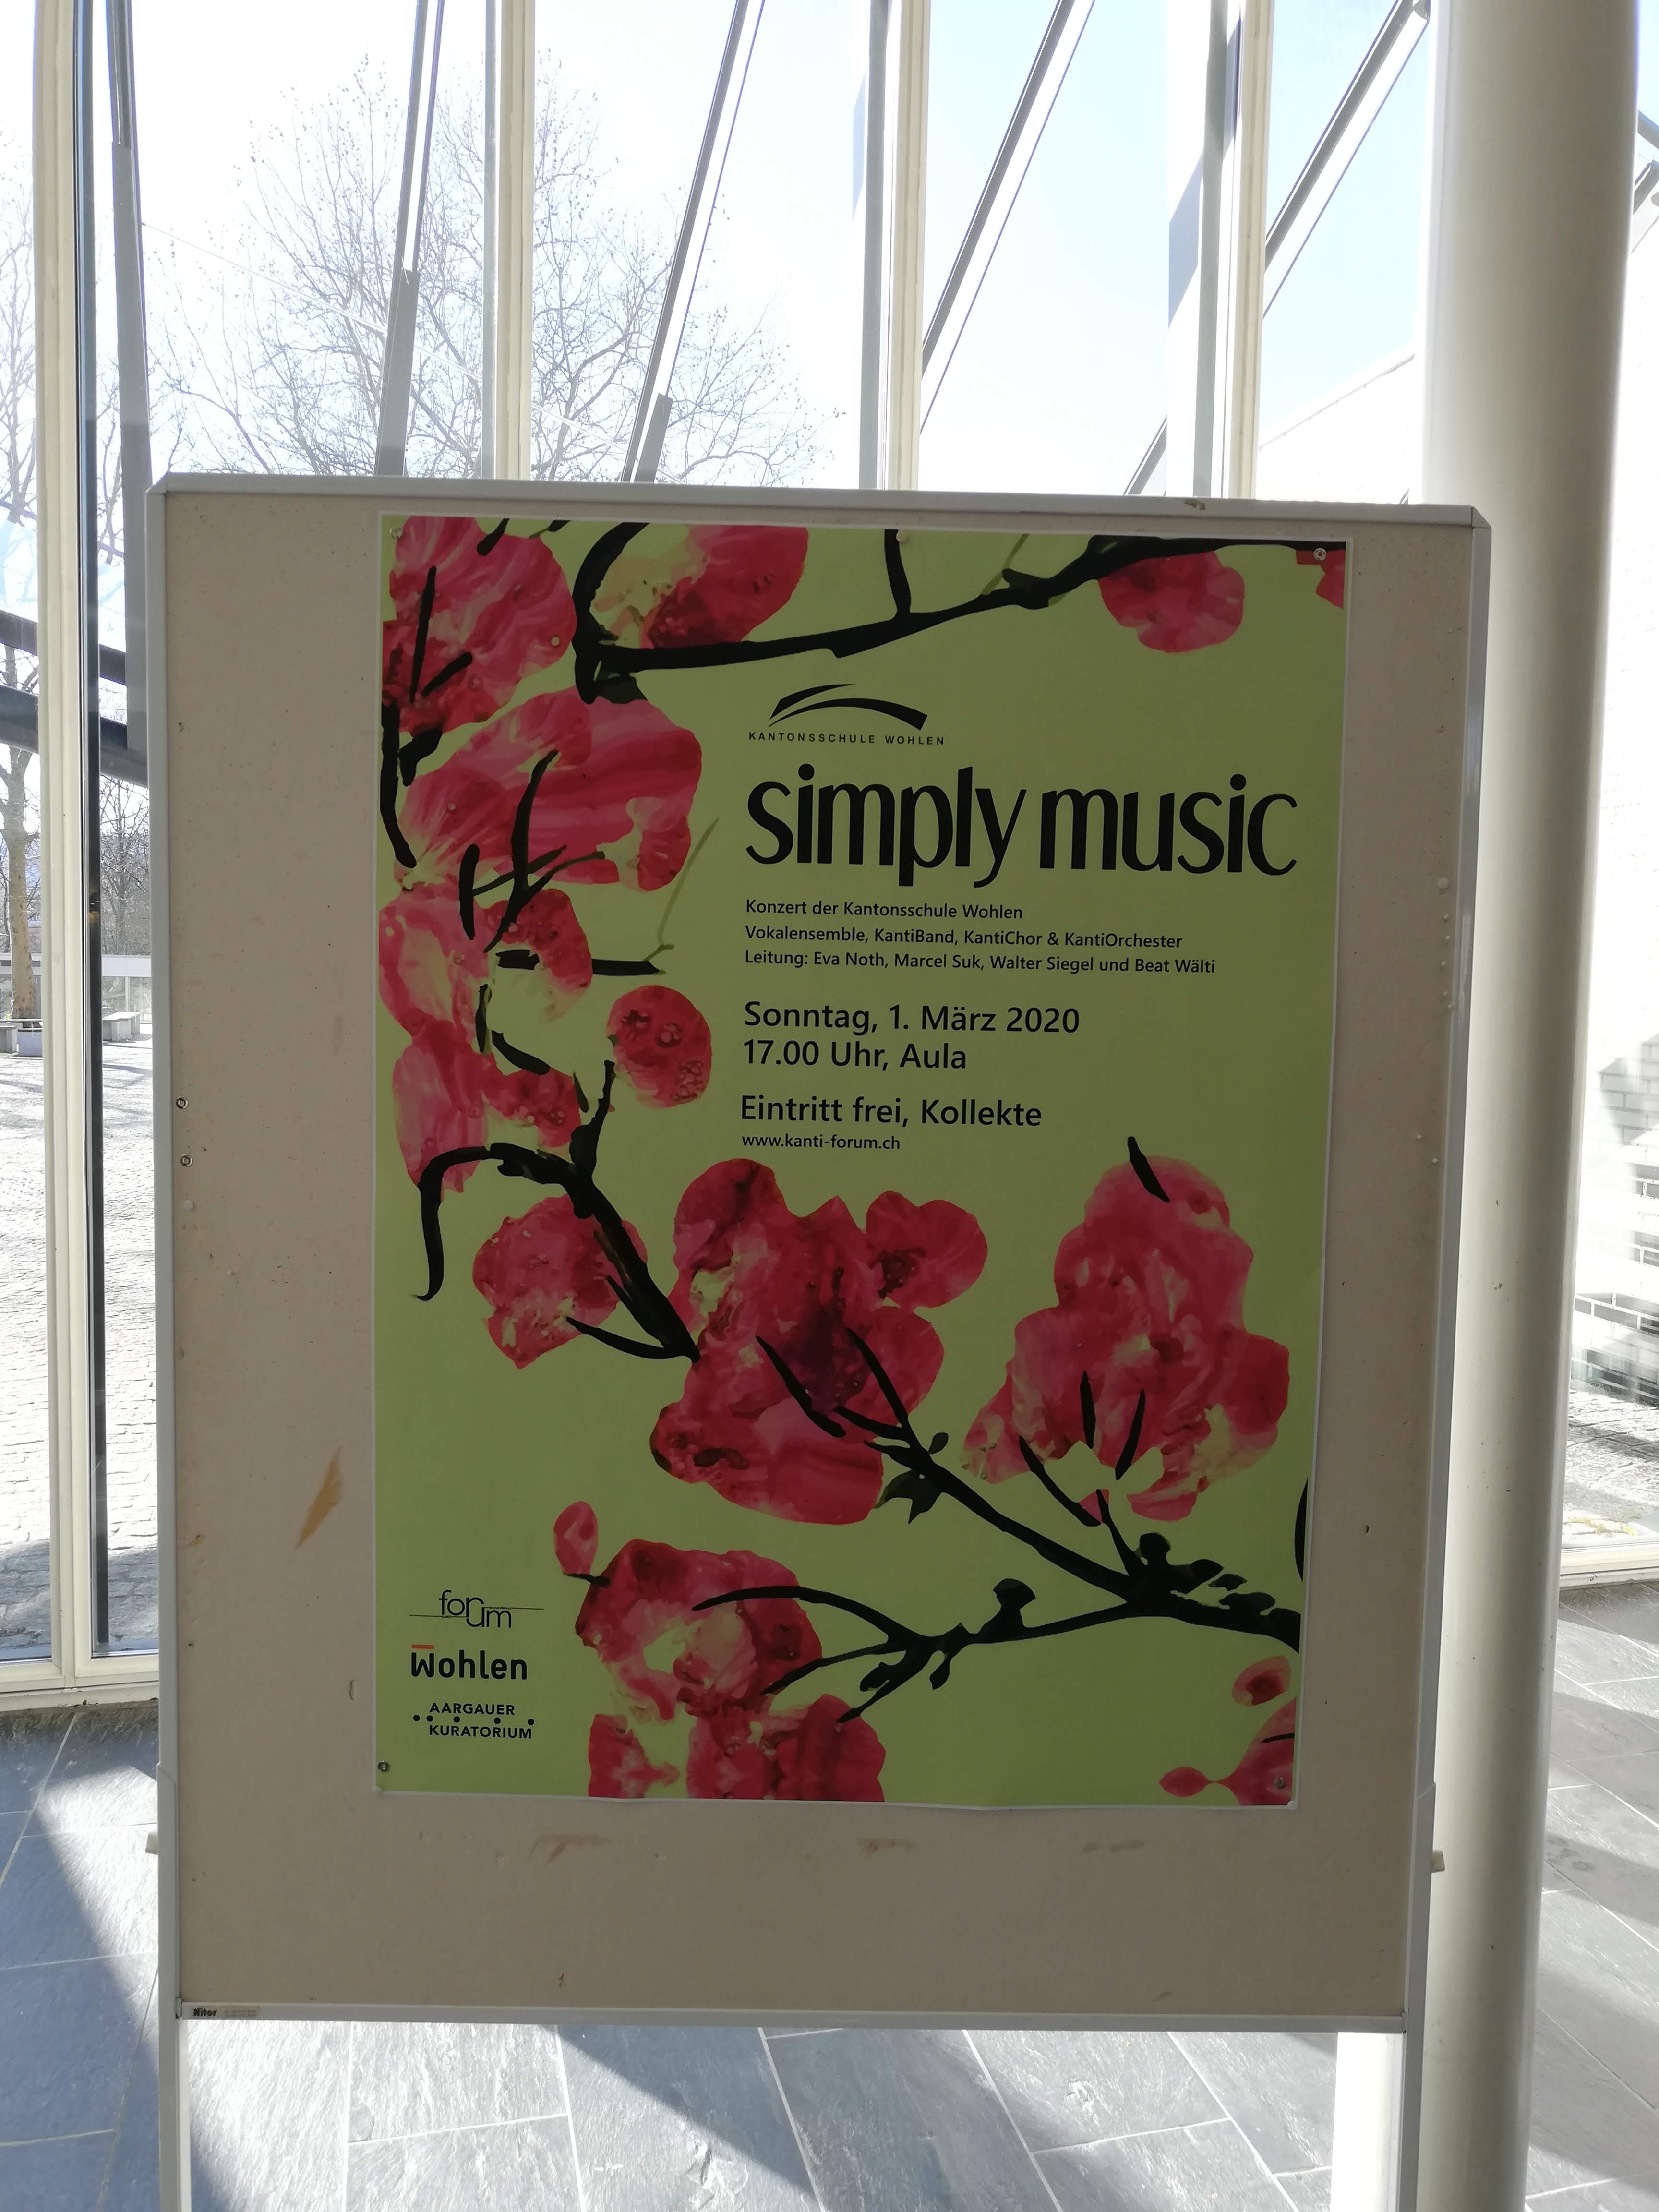 KANTONSSCHULE WOHLEN
simply music
Konzert der Kantonsschule Wohlen
Vokalensemble, KantiBand, KantiChor & KantiOrchester
Leitung: Eva Noth, Marcel Suk, Walter Siegel und Beat Wälti
Sonntag, 1. März 2020
17.00 Uhr, Aula
Eintritt frei, Kollekte
www.kanti-forum.ch
forum
Wohlen
AARGAUER
KURATORIUM
Nitor